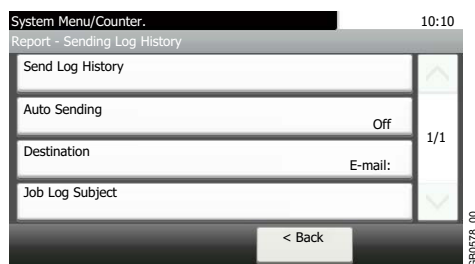 System Menu/Counter.
10:10
Report - Sending Log History
Send Log History
Auto Sending
Off
1/1
Destination
E-mail:
Job Log Subject
< Back